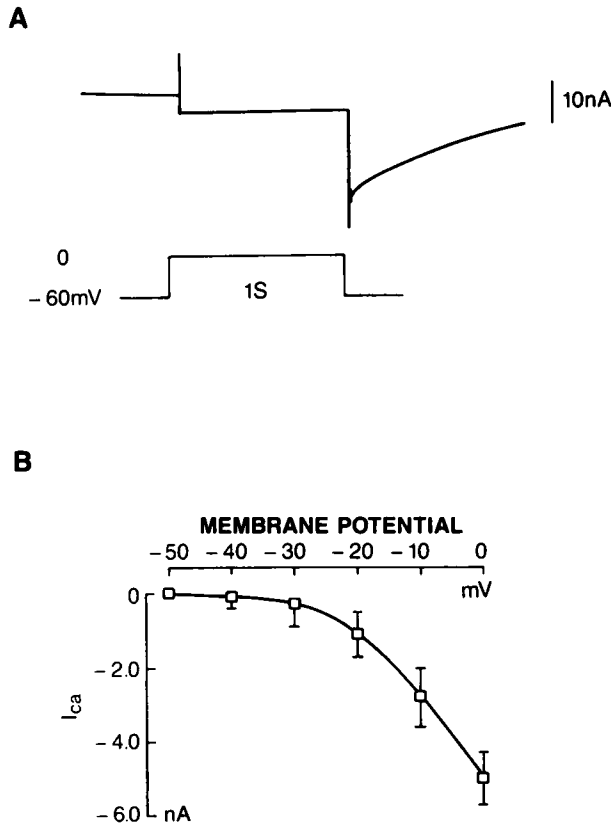 A
10nA
0
-60mV
1S
B
MEMBRANE POTENTIAL
-50 -40 -30 -20 -10 0
mV
0
-2.0
-4.0
-6.0
Ica
nA